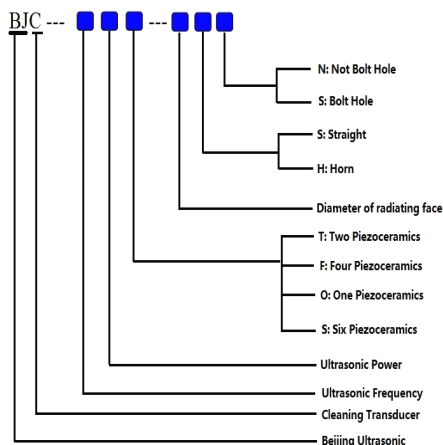 BJC --- ---
N: Not Bolt Hole
S: Bolt Hole
S: Straight
H: Horn
Diameter of radiating face
T: Two Piezoceramics
F: Four Piezoceramics
O: One Piezoceramics
S: Six Piezoceramics
Ultrasonic Power
Ultrasonic Frequency
Cleaning Transducer
Beijing Ultrasonic